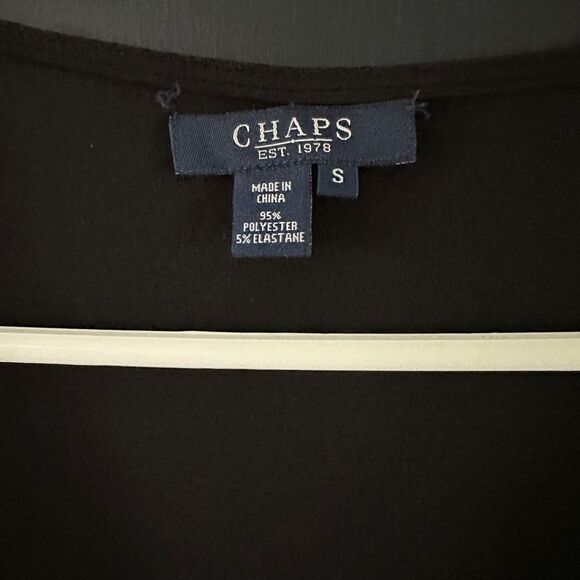 CHAPS
EST. 1978
S
MADE IN
CHINA
95%
POLYESTER
5% ELASTANE